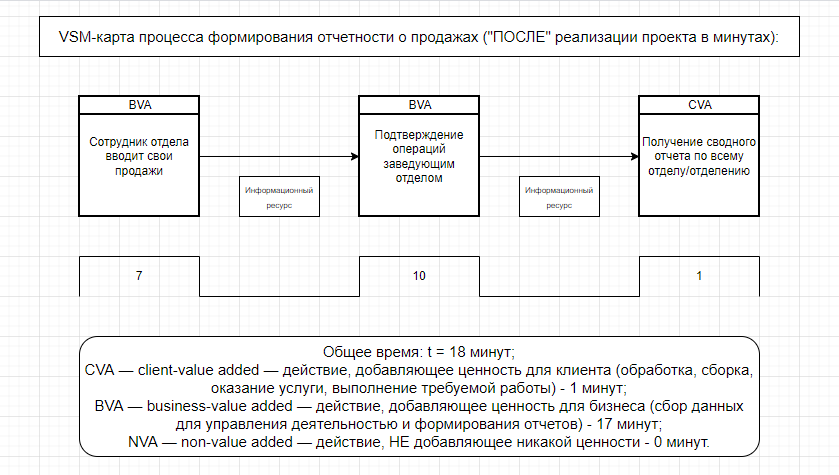 VSM-карта процесса формирования отчетности о продажах ("ПОСЛЕ" реализации проекта в минутах):
BVA
Сотрудник отдела
вводит свои
продажи
Информационный
ресурс
BVA
Подтверждение
операций
заведующим
отделом
Информационный
ресурс
CVA
Получение сводного
отчета по всему
отделу/отделению
7
10
1
Общее время: t = 18 минут;
CVA — client-value added — действие, добавляющее ценность для клиента (обработка, сборка,
оказание услуги, выполнение требуемой работы) - 1 минут;
BVA — business-value added — действие, добавляющее ценность для бизнеса (сбор данных
для управления деятельностью и формирования отчетов) - 17 минут;
NVA — non-value added — действие, НЕ добавляющее никакой ценности - 0 минут.